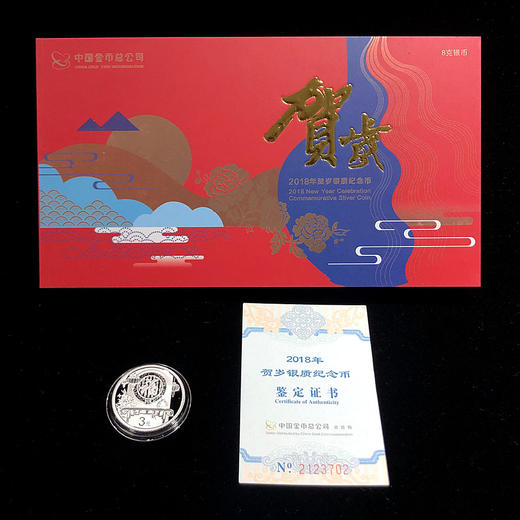 中国金币总公司
CHINA GOLD COIN INCORPORATION
8克银币
賀歲
2018年贺岁银质纪念币
2018 New Year Celebration
Commemorative Silver Coin
2018年
贺岁银质纪念币
鉴定证书
Certificate of Authenticity
中国金币总公司
No. 2123702
3元